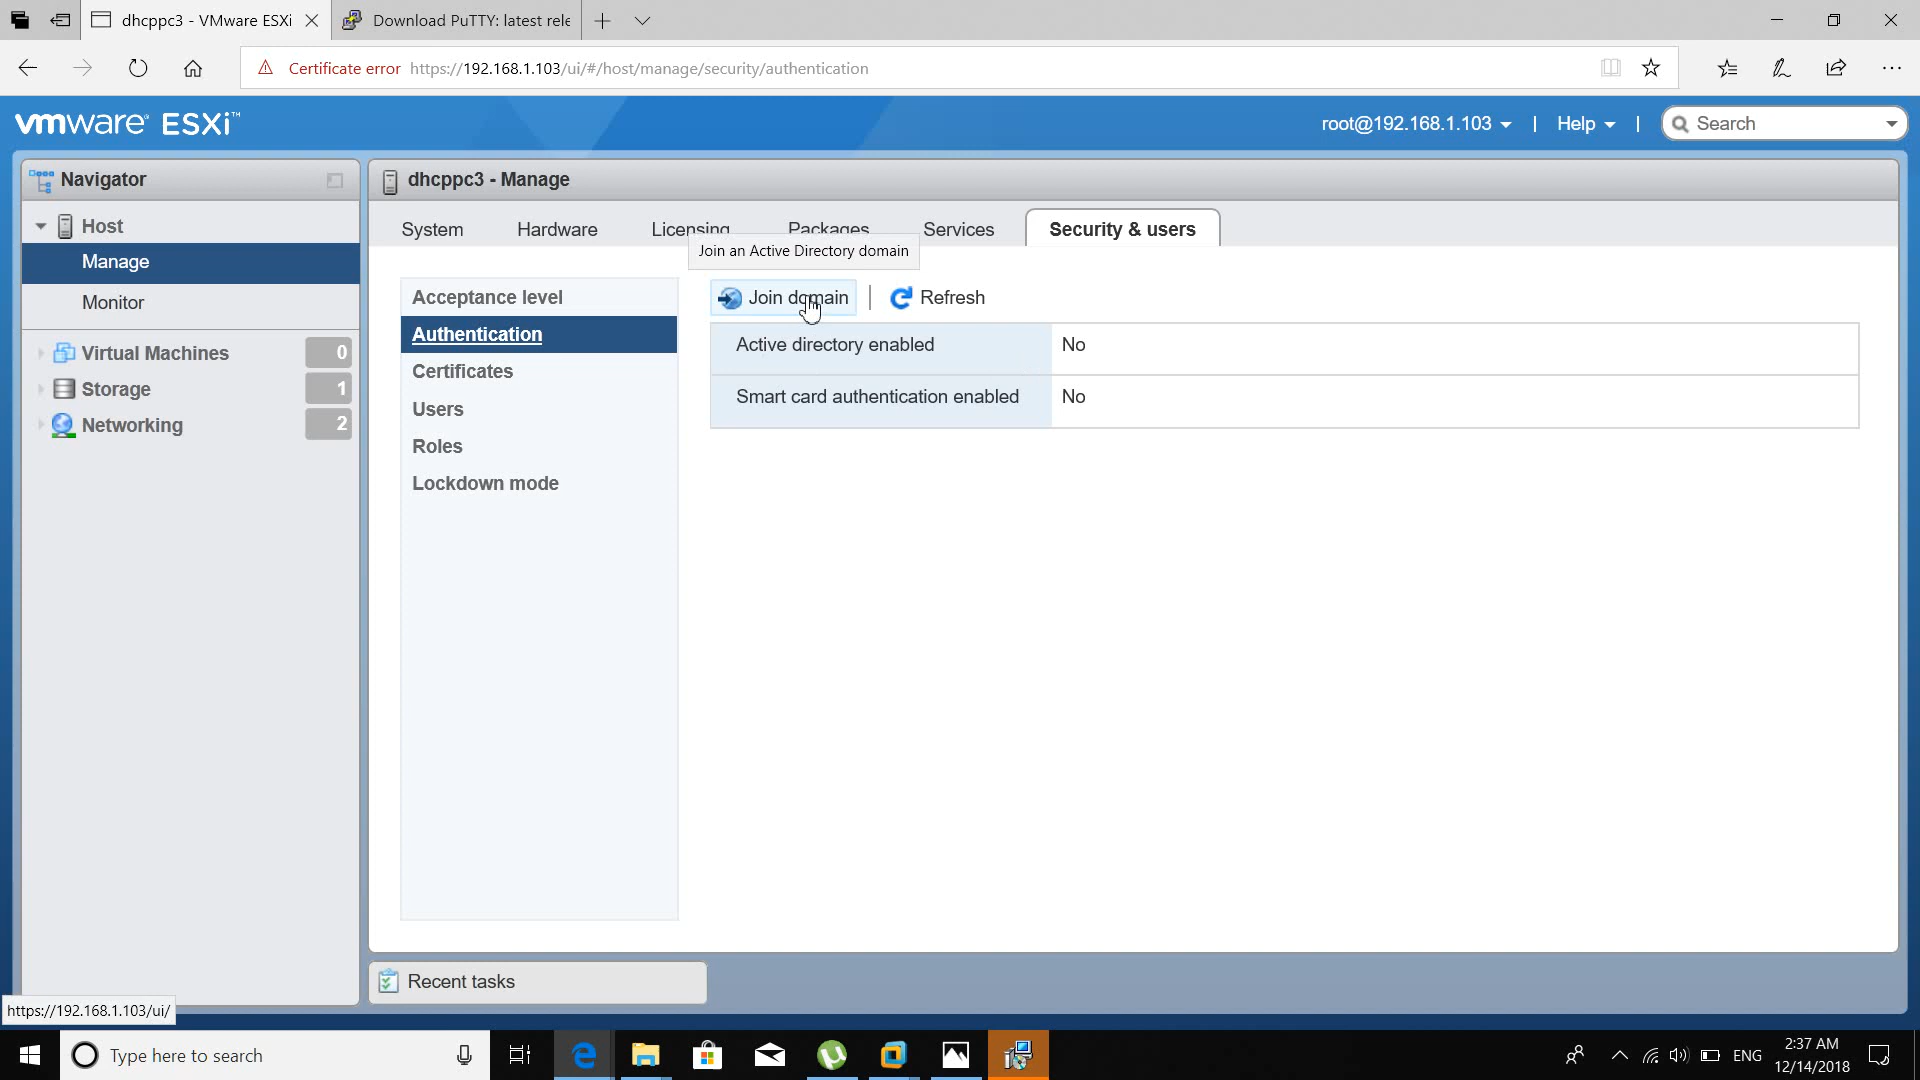 dhcppc3 - VMware ESXi
Download PuTTY: latest rele
Certificate error https://192.168.1.103/ui/#/host/manage/security/authentication
vmware® ESXi™
root@192.168.1.103 | Help | Search
Navigator
dhcppc3 - Manage
Host
Manage
Monitor
Virtual Machines 0
Storage 1
Networking 2
System Hardware Licensing Packages Services Security & users
Join an Active Directory domain
Acceptance level
Authentication
Certificates
Users
Roles
Lockdown mode
Join domain | Refresh
Active directory enabled No
Smart card authentication enabled No
Recent tasks
https://192.168.1.103/ui/
Type here to search
ENG
2:37 AM
12/14/2018